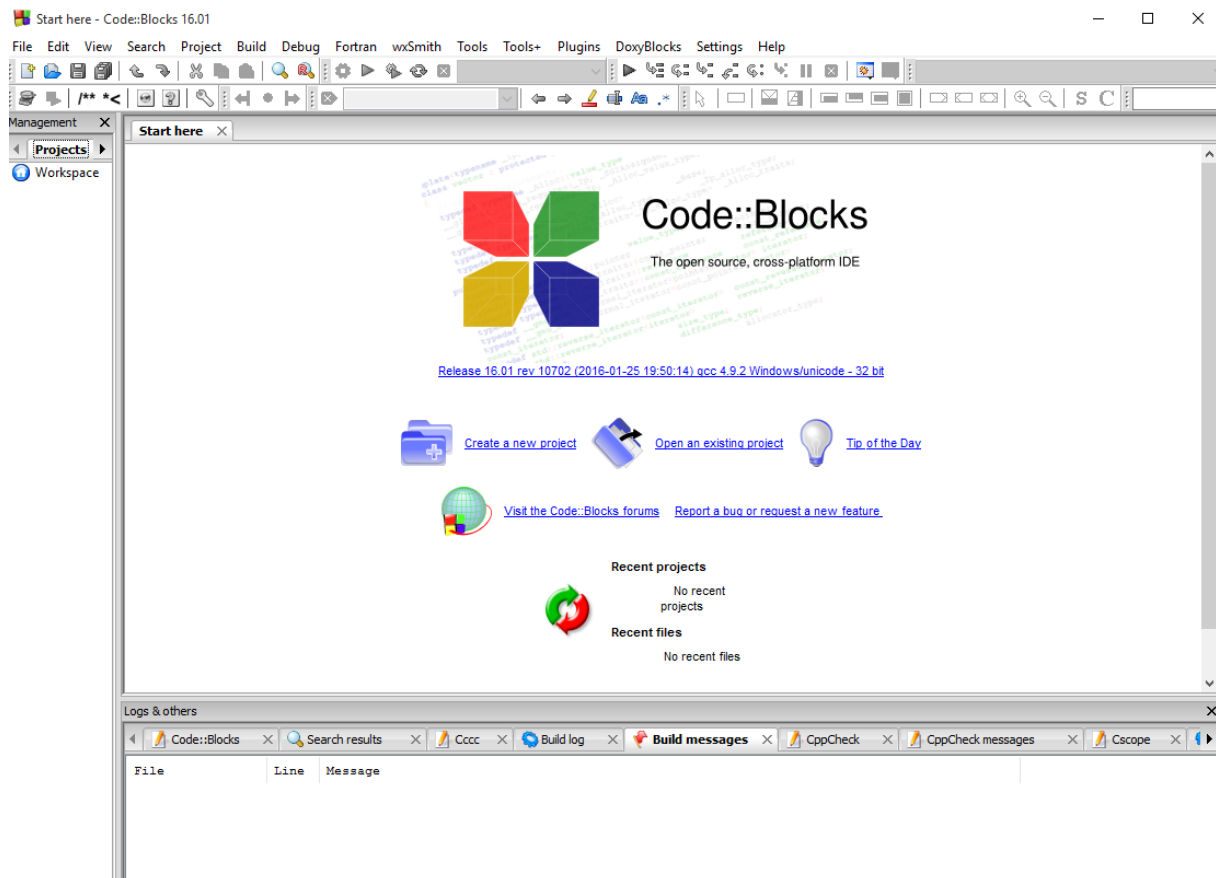 Start here - Code::Blocks 16.01
File Edit View Search Project Build Debug Fortran wxSmith Tools Tools+ Plugins DoxyBlocks Settings Help
/** *<
S C
Management
Start here
Projects
Workspace
Code::Blocks
The open source, cross-platform IDE
Release 16.01 rev 10702 (2016-01-25 19:50:14) gcc 4.9.2 Windows/unicode - 32 bit
Create a new project Open an existing project Tip of the Day
Visit the Code::Blocks forums Report a bug or request a new feature
Recent projects
No recent
projects
Recent files
No recent files
Logs & others
Code::Blocks Search results Cccc Build log Build messages CppCheck CppCheck messages Cscope
File Line Message